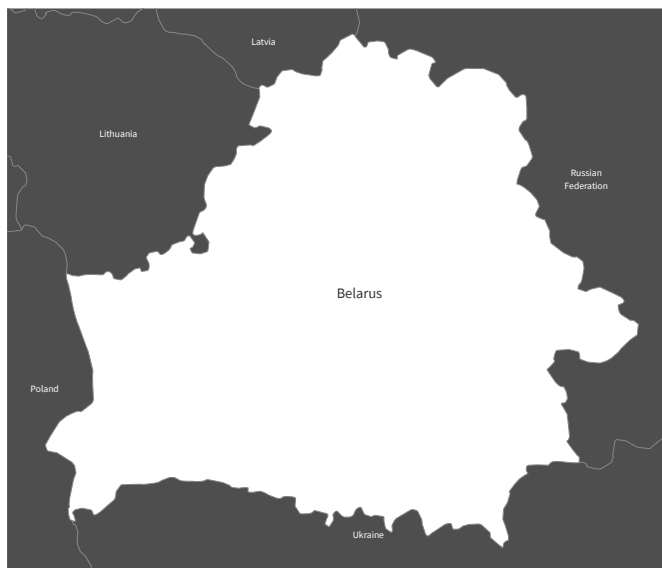 Latvia
Lithuania
Russian
Federation
Belarus
Poland
Ukraine